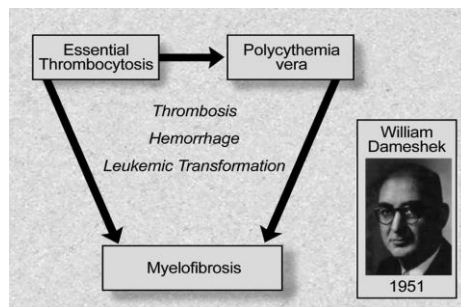 Essential
Thrombocytosis
Polycythemia
vera
Thrombosis
Hemorrhage
Leukemic Transformation
William
Dameshek
Myelofibrosis
1951